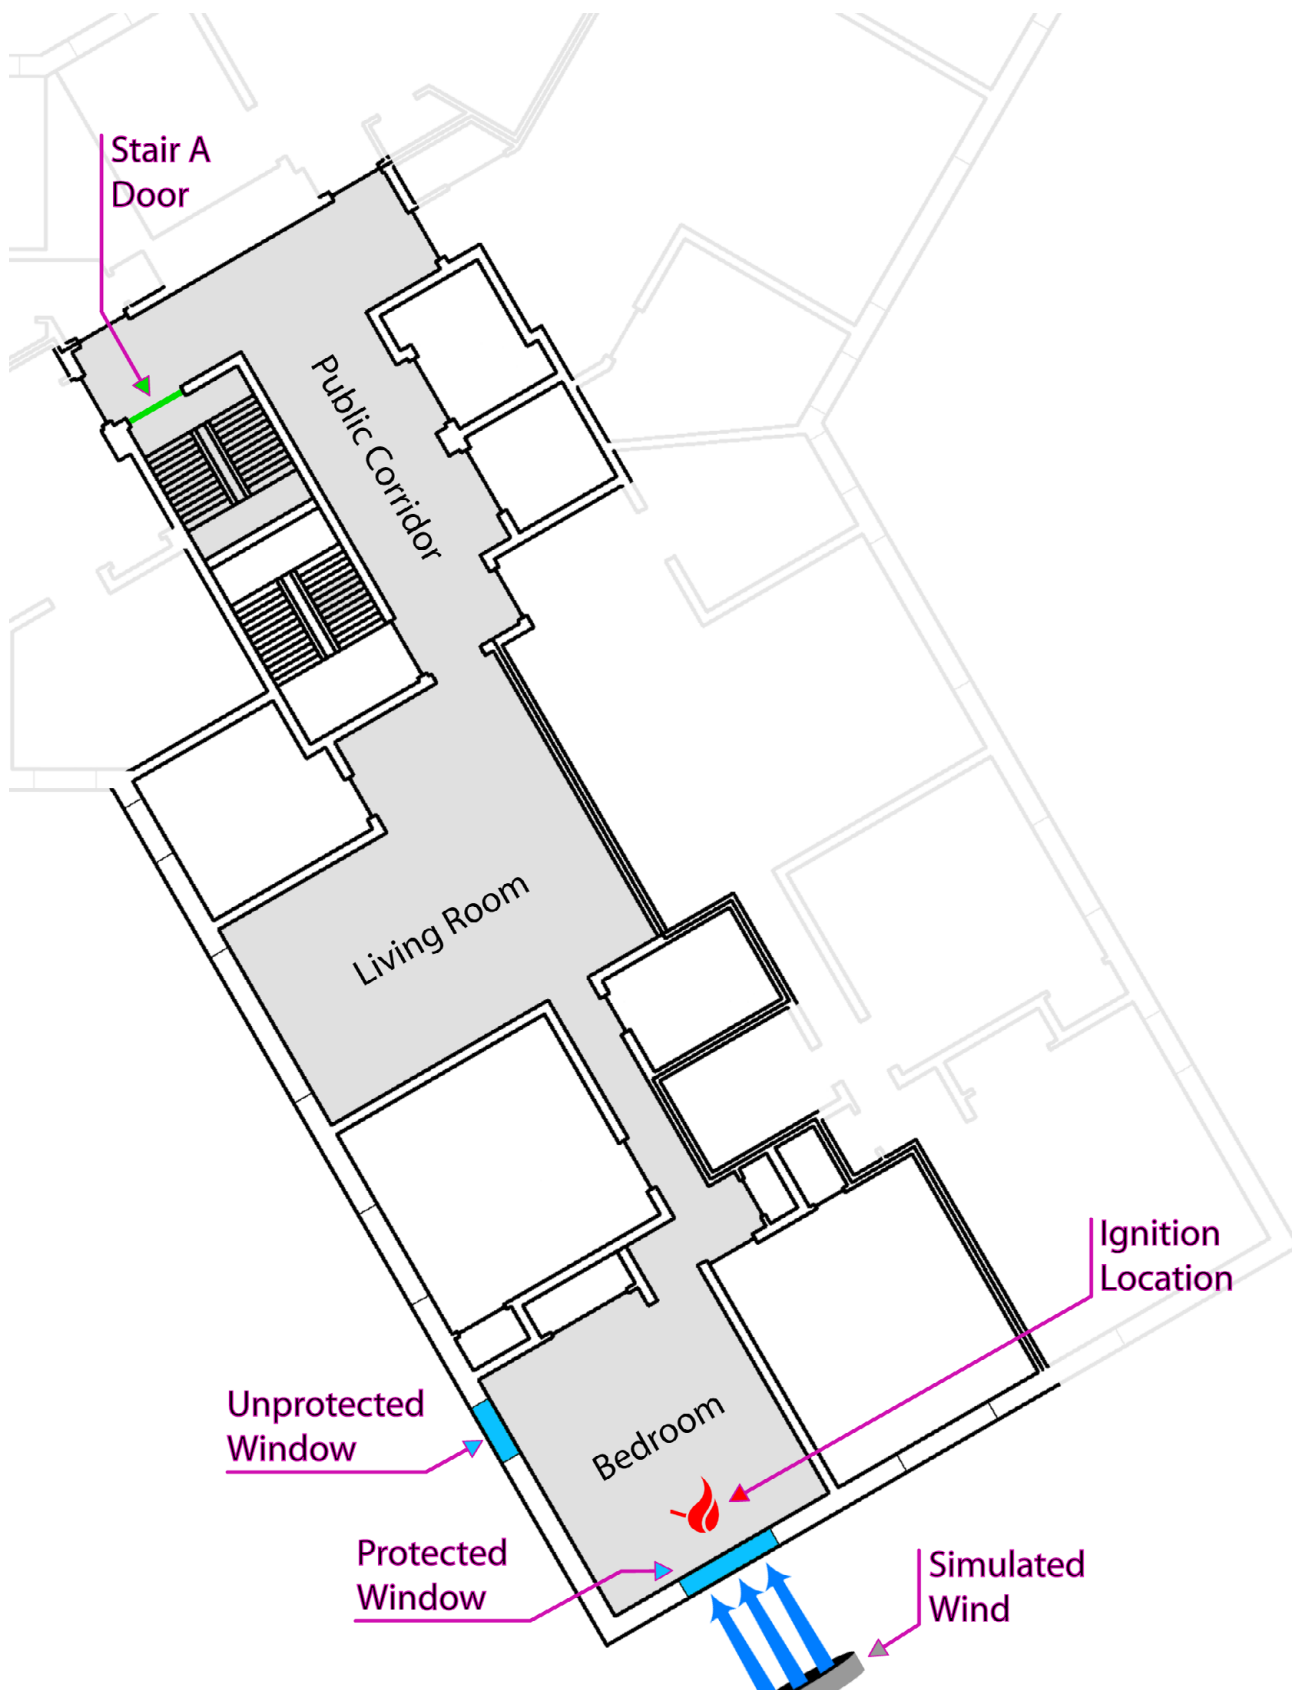 Stair A
Door
Public Corridor
Living Room
Ignition
Location
Unprotected
Window
Bedroom
Protected
Window
Simulated
Wind